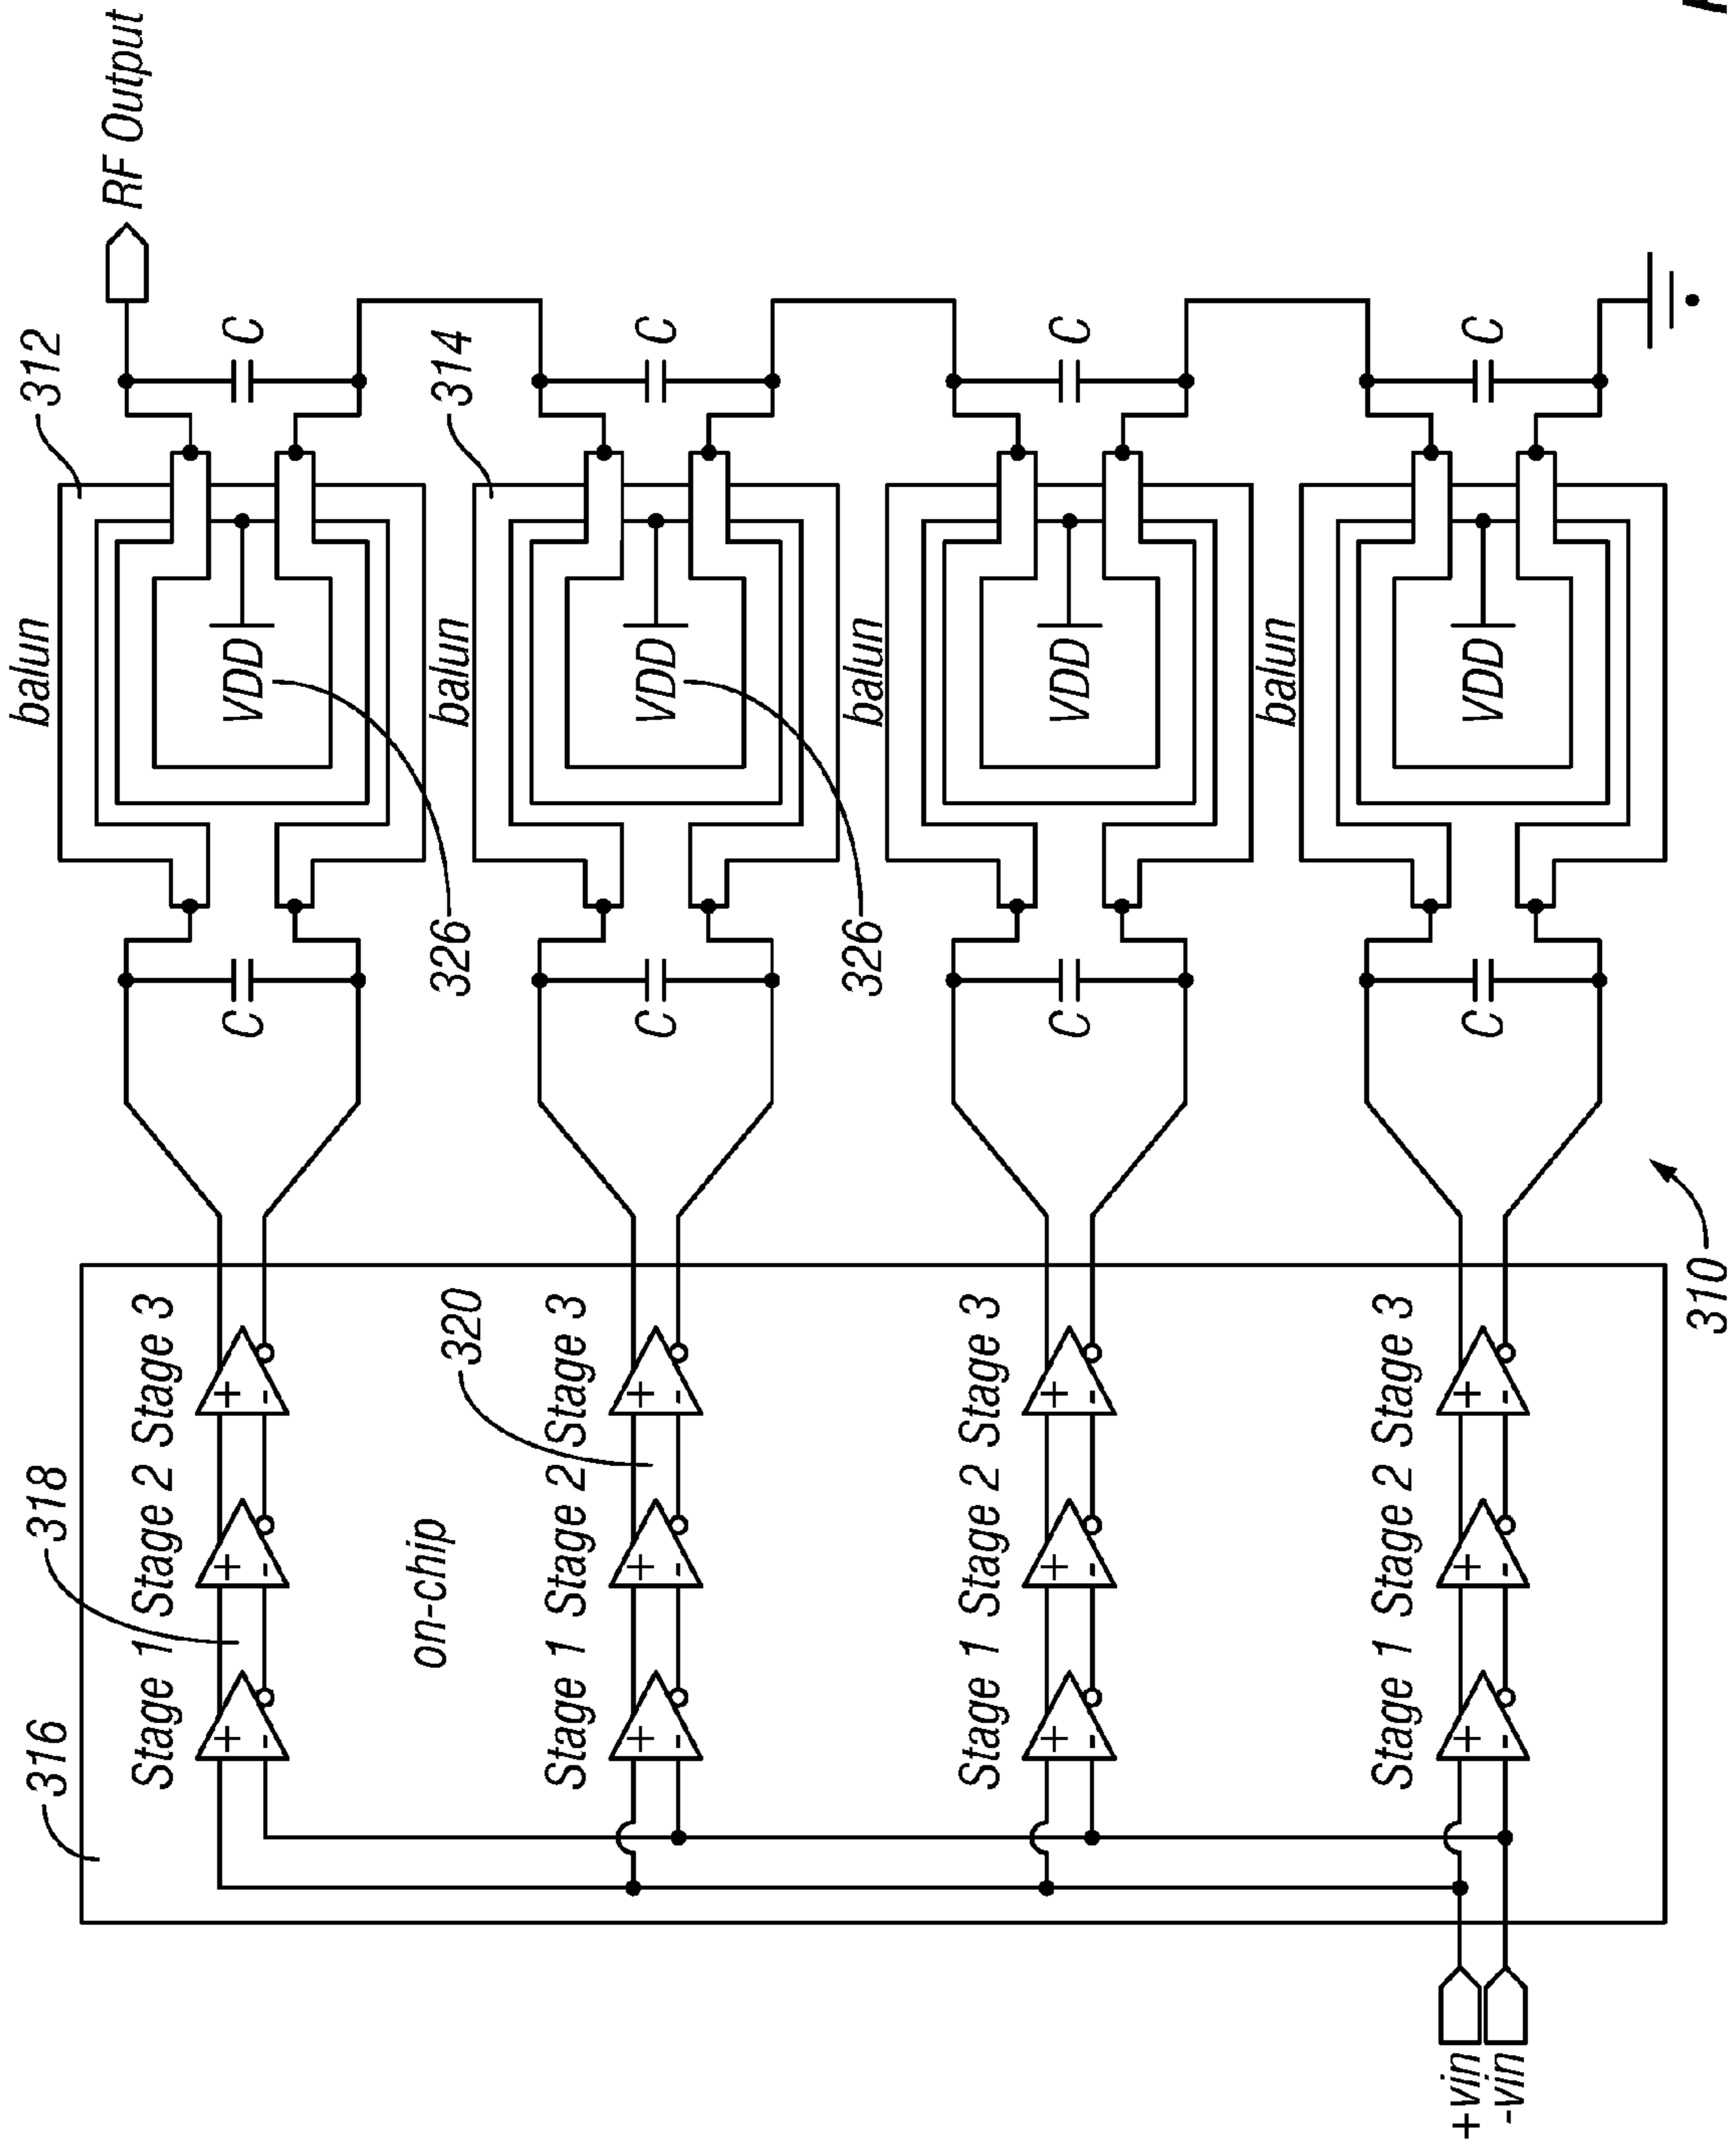 RF Output
312
314
C
C
C
C
balun
balun
balun
balun
VDD
VDD
VDD
VDD
326
326
C
C
C
C
316
318
320
Stage 1 Stage 2 Stage 3
on-chip
Stage 1 Stage 2 Stage 3
Stage 1 Stage 2 Stage 3
Stage 1 Stage 2 Stage 3
+ + +
- - -
+ + +
- - -
+ + +
- - -
+ + +
- - -
310
+vin
-vin